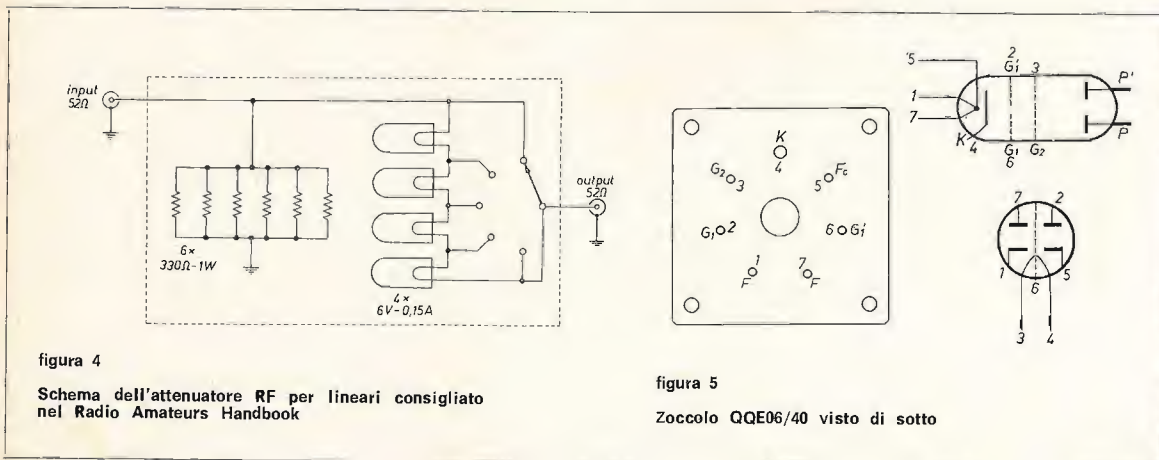 input
52Ω
6×
330Ω-1W
4×
6V-0,15A
output
52Ω
figura 4
Schema dell'attenuatore RF per lineari consigliato
nel Radio Amateurs Handbook
K
4
G2 3
5 Fc
G1 2
6 G'1
1
F
7
F
5
1
7
K 4
2
G'1
3
G1
6
G2
P'
P
7
2
1
6
5
3
4
figura 5
Zoccolo QQE06/40 visto di sotto